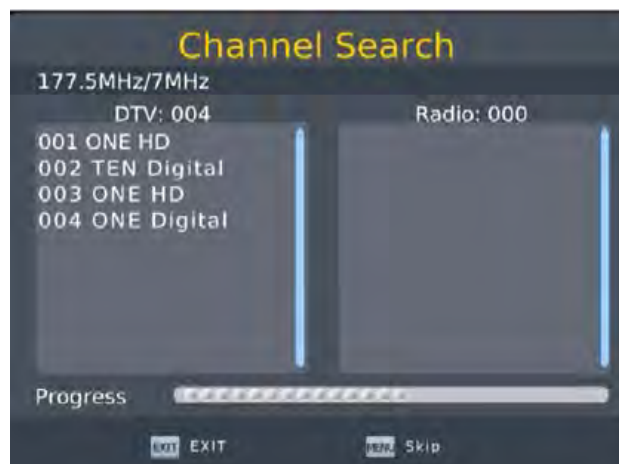 Channel Search
177.5MHz/7MHz
DTV: 004
Radio: 000
001 ONE HD
002 TEN Digital
003 ONE HD
004 ONE Digital
Progress
EXIT EXIT
MENU Skip